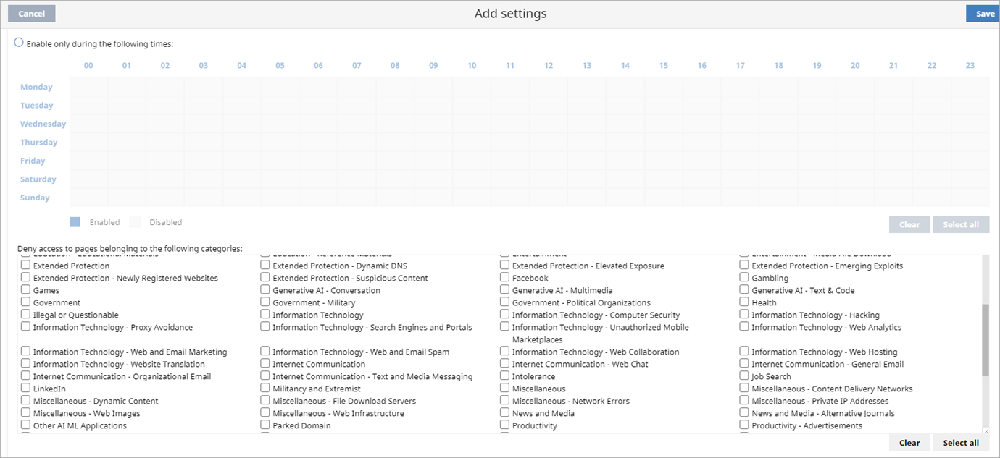 Cancel Add settings Save
Enable only during the following times:
00 01 02 03 04 05 06 07 08 09 10 11 12 13 14 15 16 17 18 19 20 21 22 23
Monday
Tuesday
Wednesday
Thursday
Friday
Saturday
Sunday
Enabled Disabled Clear Select all
Deny access to pages belonging to the following categories:
Education - Educational Materials Education - Reference Materials Entertainment Entertainment - Media File Download
Extended Protection Extended Protection - Dynamic DNS Extended Protection - Elevated Exposure Extended Protection - Emerging Exploits
Extended Protection - Newly Registered Websites Extended Protection - Suspicious Content Facebook Gambling
Games Generative AI - Conversation Generative AI - Multimedia Generative AI - Text & Code
Government Government - Military Government - Political Organizations Health
Illegal or Questionable Information Technology Information Technology - Computer Security Information Technology - Hacking
Information Technology - Proxy Avoidance Information Technology - Search Engines and Portals Information Technology - Unauthorized Mobile Information Technology - Web Analytics
Marketplaces
Information Technology - Web and Email Marketing Information Technology - Web and Email Spam Information Technology - Web Collaboration Information Technology - Web Hosting
Information Technology - Website Translation Internet Communication Internet Communication - Web Chat Internet Communication - General Email
Internet Communication - Organizational Email Internet Communication - Text and Media Messaging Intolerance Job Search
LinkedIn Militancy and Extremist Miscellaneous Miscellaneous - Content Delivery Networks
Miscellaneous - Dynamic Content Miscellaneous - File Download Servers Miscellaneous - Network Errors Miscellaneous - Private IP Addresses
Miscellaneous - Web Images Miscellaneous - Web Infrastructure News and Media News and Media - Alternative Journals
Other AI ML Applications Parked Domain Productivity Productivity - Advertisements
Clear Select all